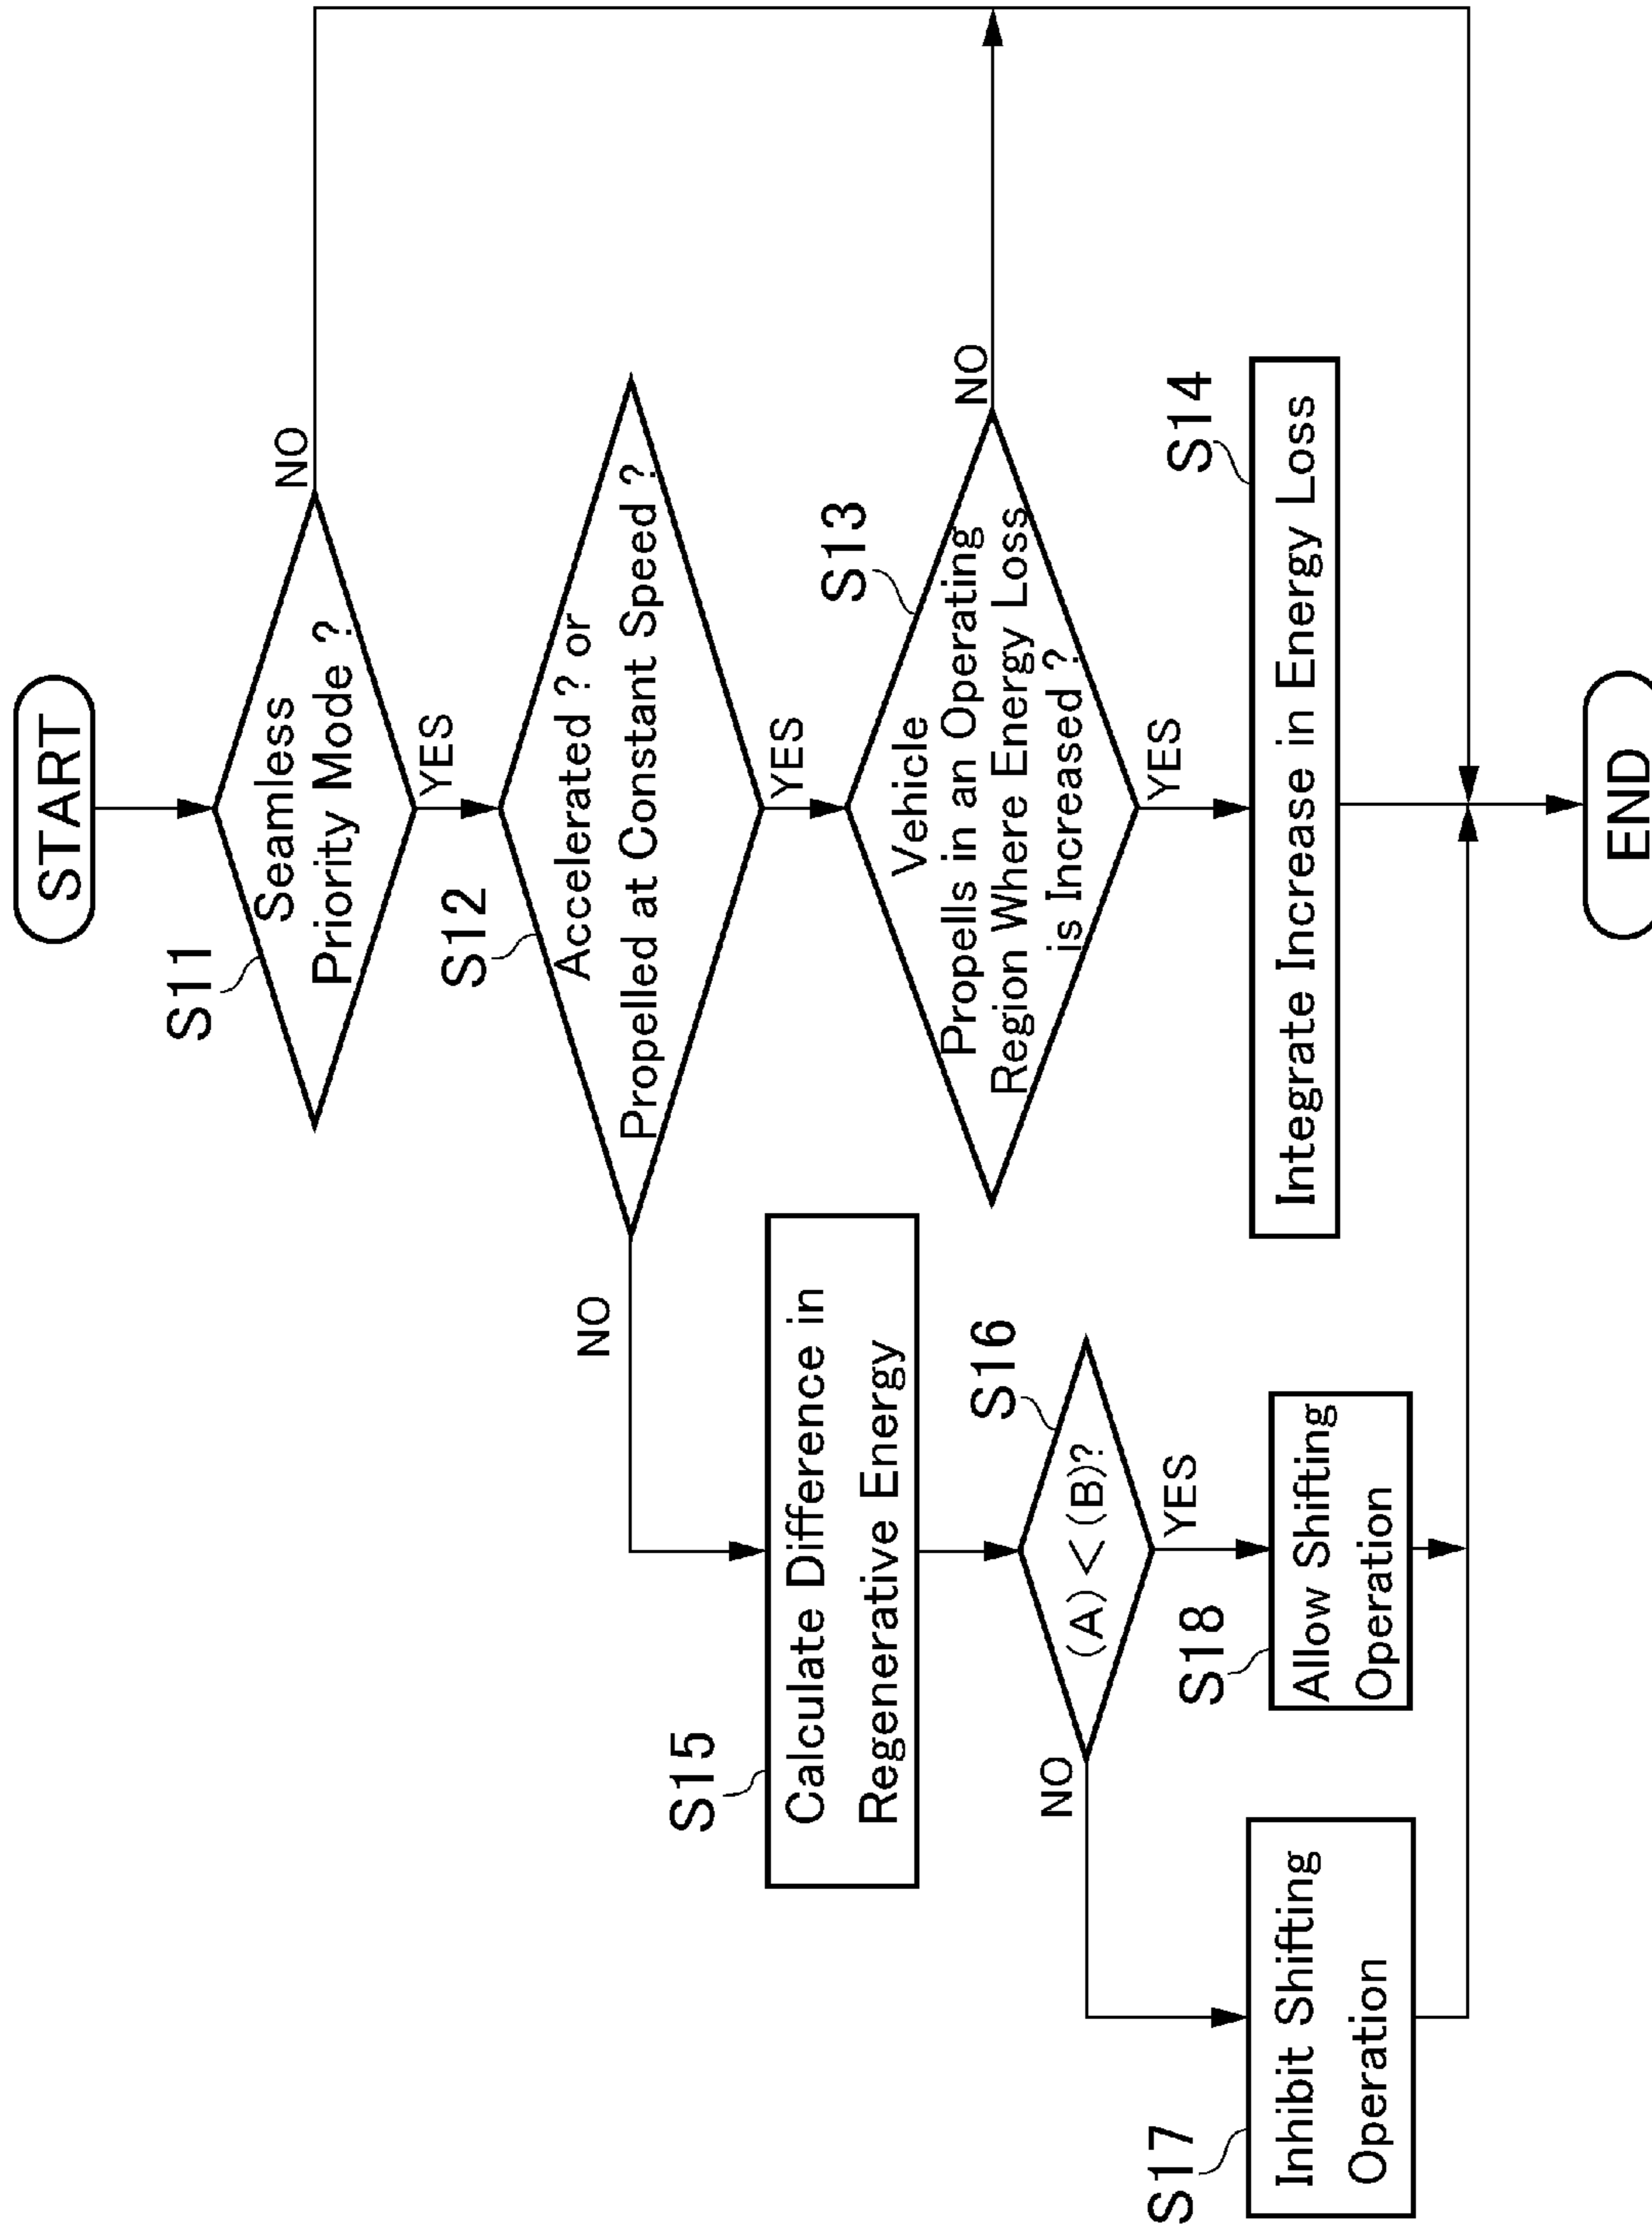 START
S11
Seamless
Priority Mode ?
NO
YES
S12
Accelerated ? or
Propelled at Constant Speed ?
NO
YES
S13
Vehicle
Propells in an Operating
Region Where Energy Loss
is Increased ?
NO
YES
S14
Integrate Increase in Energy Loss
S15
Calculate Difference in
Regenerative Energy
S16
(A) < (B)?
NO
YES
S17
Inhibit Shifting
Operation
S18
Allow Shifting
Operation
END